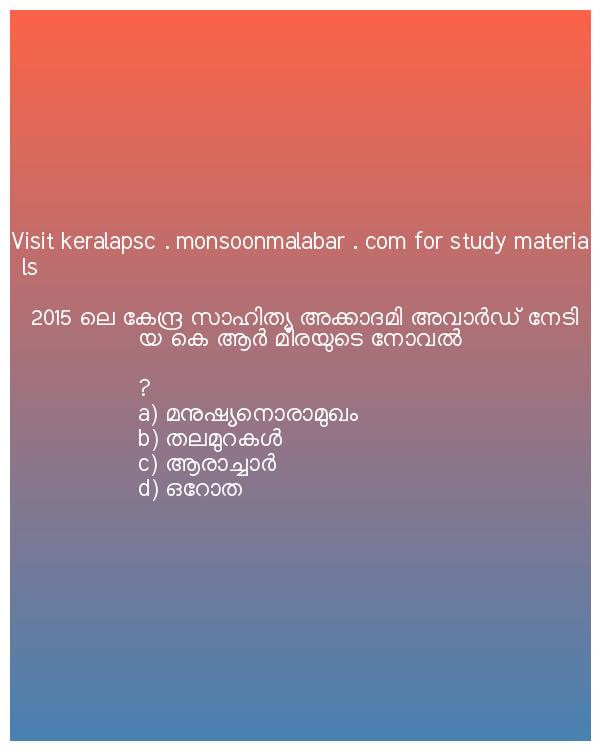 Visit keralapsc . monsoonmalabar . com for study materia
ls
2015 ലെ കേന്ദ്ര സാഹിത്യ അക്കാദമി അവാർഡ് നേടി
യ കെ ആർ മീരയുടെ നോവൽ
?
a) മനുഷ്യനൊരാമുഖം
b) തലമുറകൾ
c) ആരാച്ചാർ
d) ഒറോത